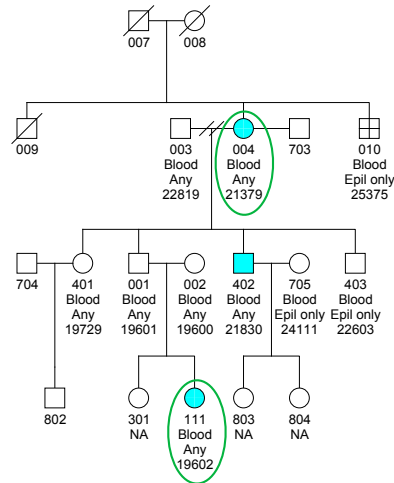 007 008
009 003 004 703 010
Blood Blood Blood
Any Any Epil only
22819 21379 25375
704 401 001 002 402 705 403
Blood Blood Blood Blood Blood Blood
Any Any Any Any Epil only Epil only
19729 19601 19600 21830 24111 22603
802 301 111 803 804
NA Blood NA NA
Any
19602